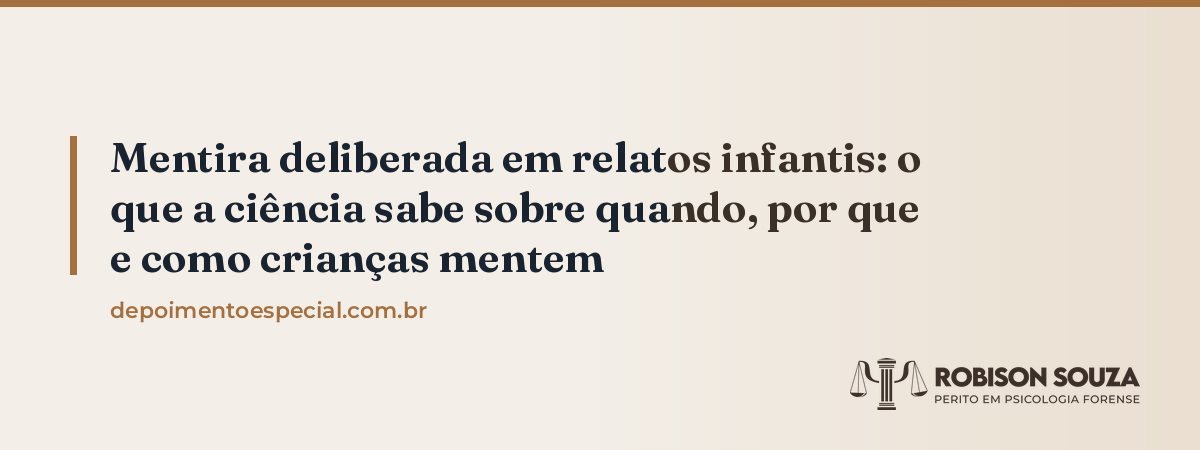 Mentira deliberada em relatos infantis: o
que a ciência sabe sobre quando, por que
e como crianças mentem
depoimentoespecial.com.br
ROBISON SOUZA
PERITO EM PSICOLOGIA FORENSE